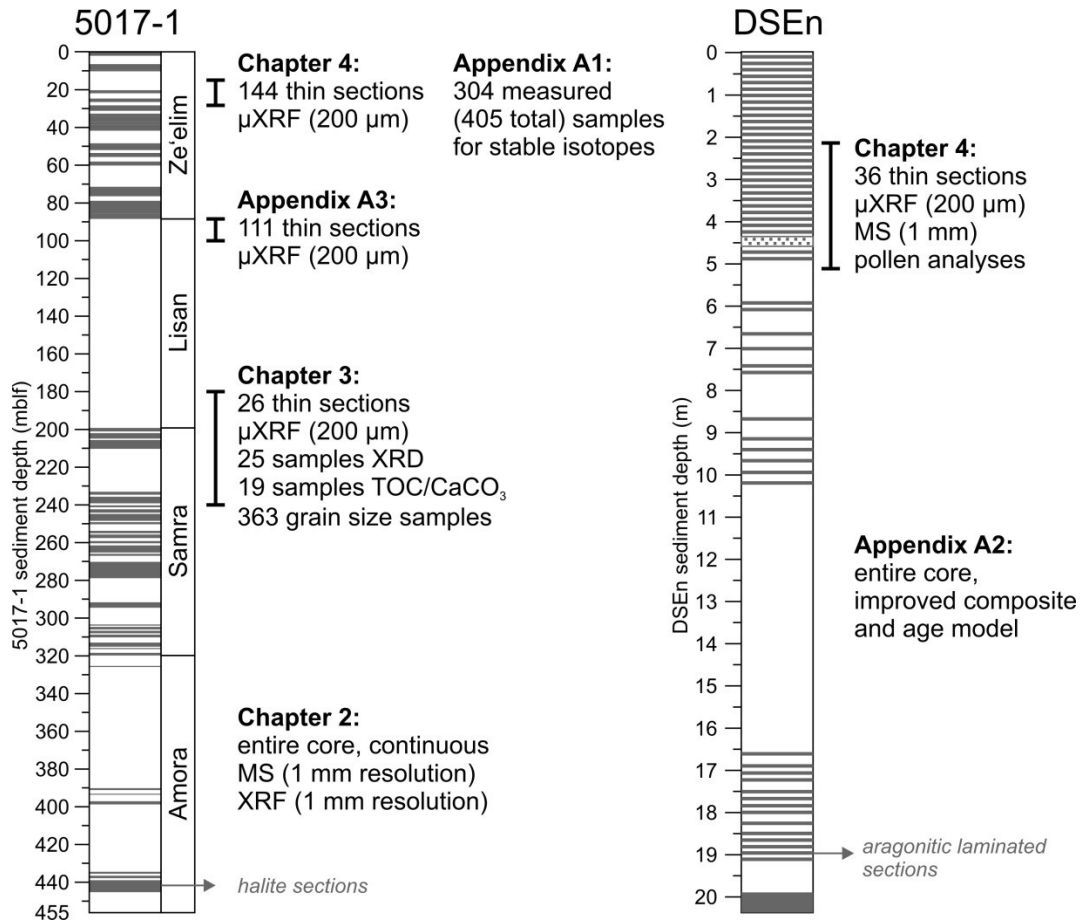 5017-1
0
20
40
60
80
100
120
140
160
180
200
220
240
260
280
300
320
340
360
380
400
420
440
455
5017-1 sediment depth (mblf)
Ze‘elim
Lisan
Samra
Amora
Chapter 4:
144 thin sections
µXRF (200 µm)
Appendix A1:
304 measured
(405 total) samples
for stable isotopes
Appendix A3:
111 thin sections
µXRF (200 µm)
Chapter 3:
26 thin sections
µXRF (200 µm)
25 samples XRD
19 samples TOC/CaCO₃
363 grain size samples
Chapter 2:
entire core, continuous
MS (1 mm resolution)
XRF (1 mm resolution)
halite sections
DSEn
0
1
2
3
4
5
6
7
8
9
10
11
12
13
14
15
16
17
18
19
20
DSEn sediment depth (m)
Chapter 4:
36 thin sections
µXRF (200 µm)
MS (1 mm)
pollen analyses
Appendix A2:
entire core,
improved composite
and age model
aragonitic laminated
sections